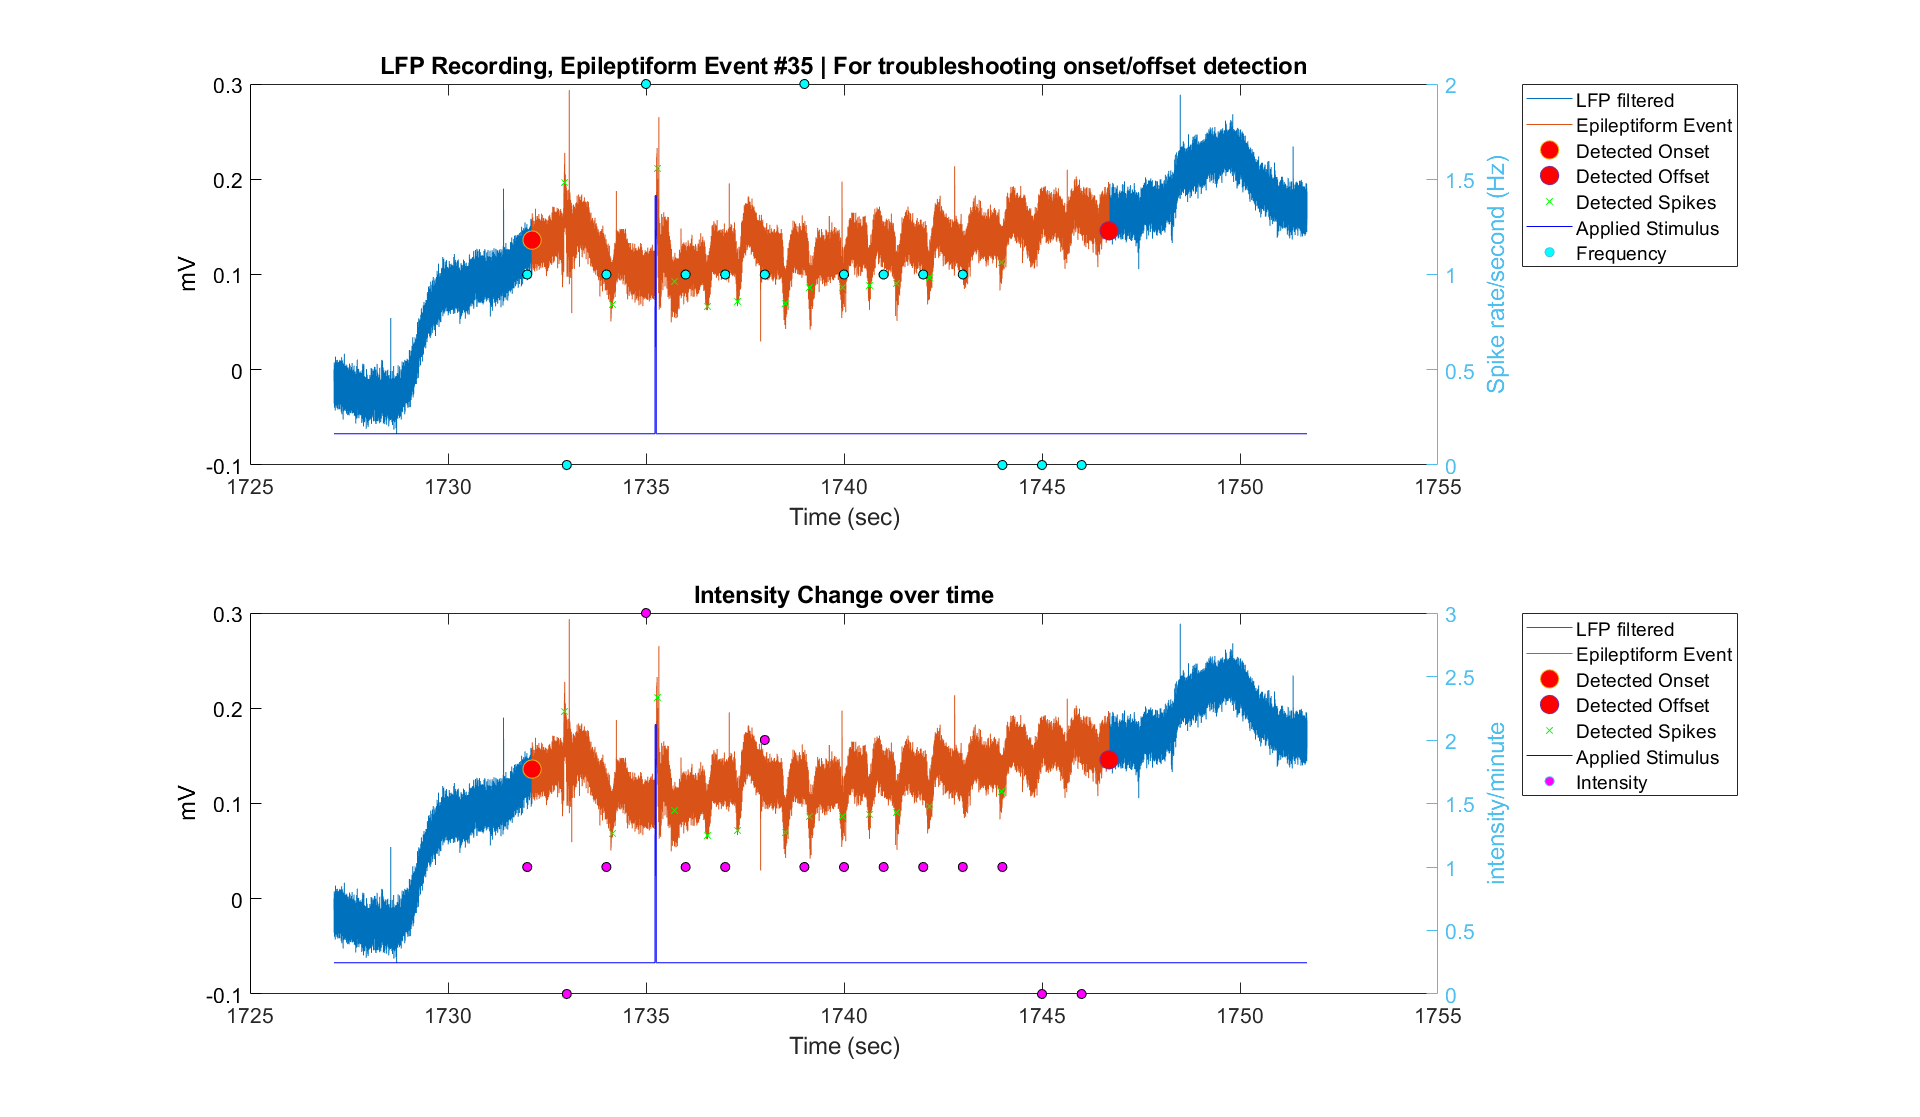 LFP Recording, Epileptiform Event #35 | For troubleshooting onset/offset detection
0.3
0.2
0.1
0
-0.1
mV
1725
1730
1735
1740
1745
1750
1755
Time (sec)
2
1.5
1
0.5
0
Spike rate/second (Hz)
LFP filtered
Epileptiform Event
Detected Onset
Detected Offset
Detected Spikes
Applied Stimulus
Frequency
Intensity Change over time
0.3
0.2
0.1
0
-0.1
mV
1725
1730
1735
1740
1745
1750
1755
Time (sec)
3
2.5
2
1.5
1
0.5
0
intensity/minute
LFP filtered
Epileptiform Event
Detected Onset
Detected Offset
Detected Spikes
Applied Stimulus
Intensity